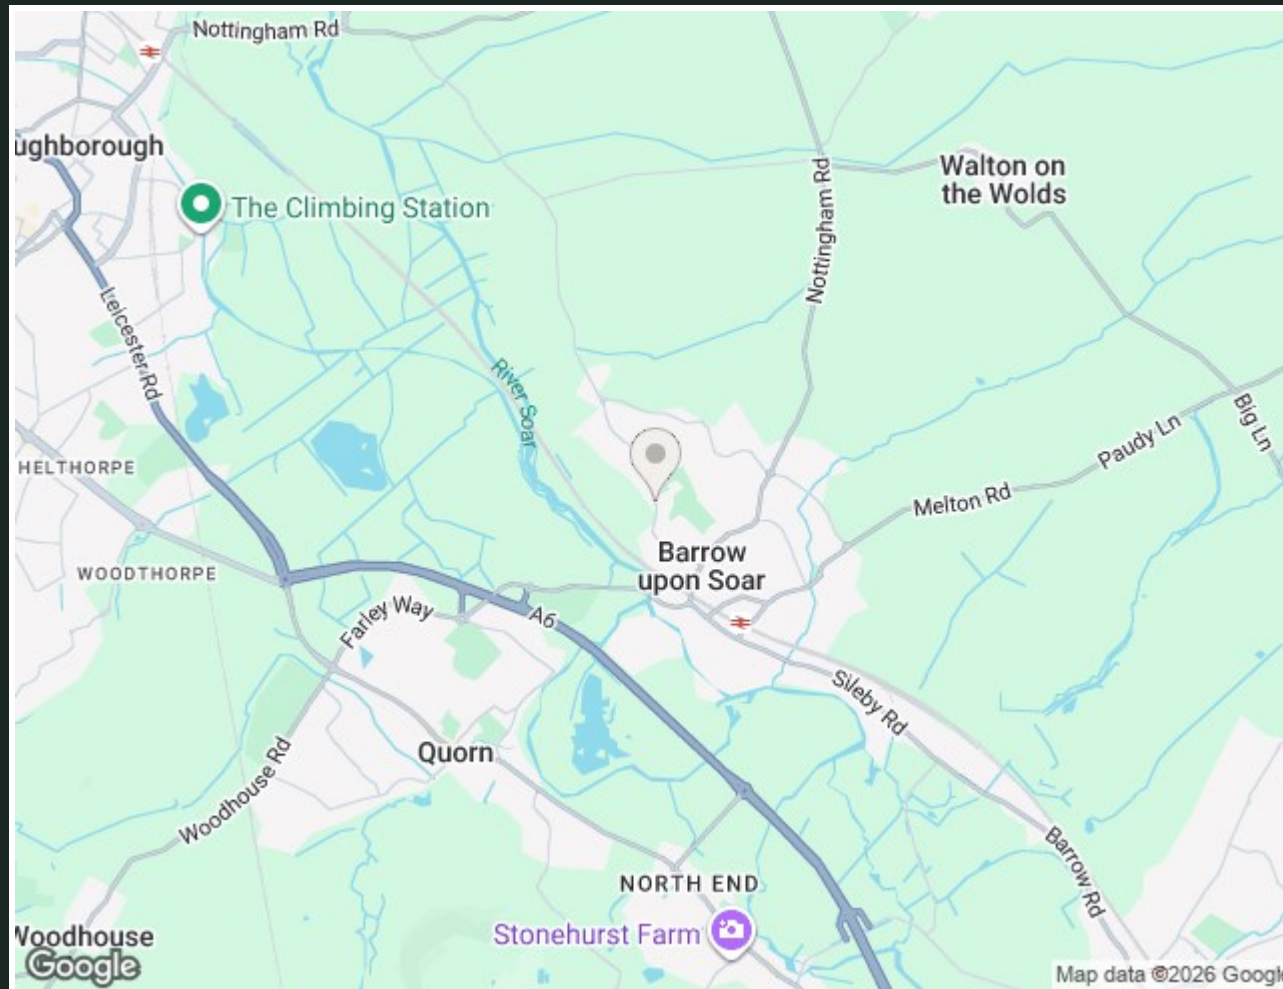 Nottingham Rd
ughborough
Walton on
the Wolds
The Climbing Station
Nottingham Rd
Leicester Rd
River Soar
Big Ln
Paudy Ln
HELTHORPE
Melton Rd
Barrow
upon Soar
WOODTHORPE
Farley Way
A6
Sileby Rd
Quorn
Woodhouse Rd
Barrow Rd
NORTH END
Stonehurst Farm
Woodhouse
Google
Map data ©2026 Google